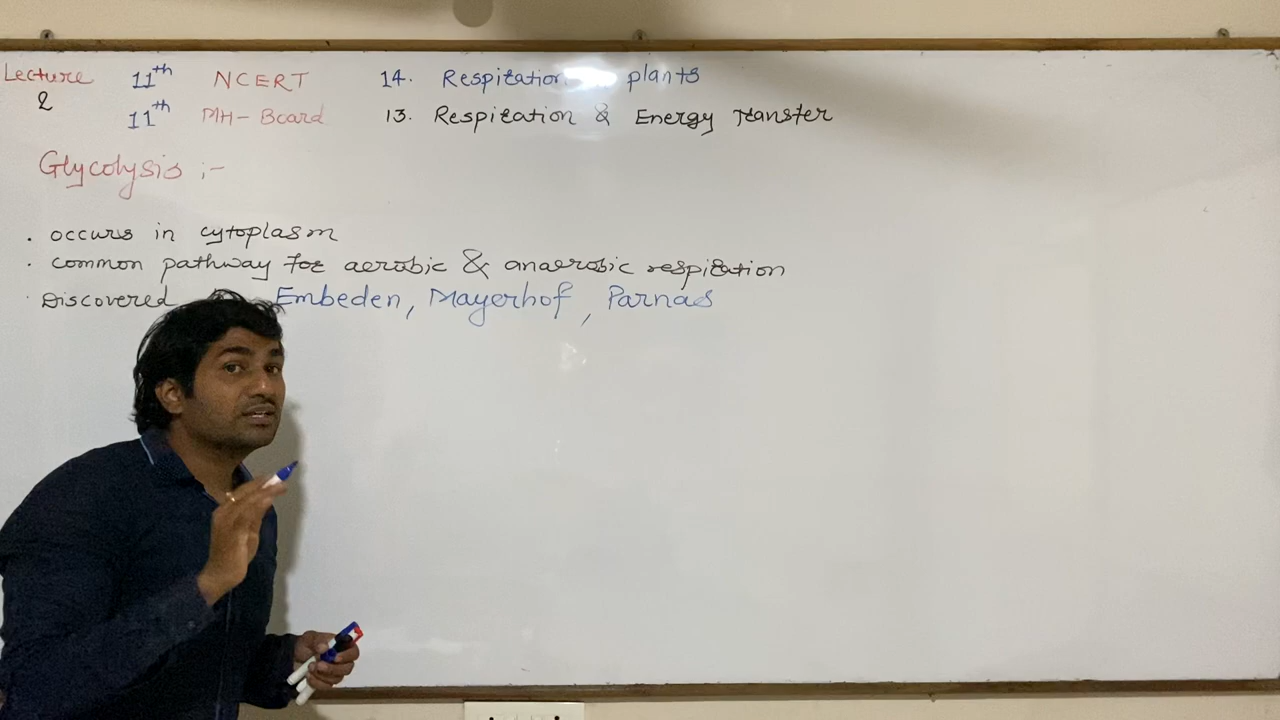 Lecture 11th NCERT 14. Respiration plants
2 11th MH-Board 13. Respiration & Energy Transfer
Glycolysis :-
. occurs in cytoplasm
. common pathway for aerobic & anaerobic respiration
. Discovered Embeden, Mayerhof, Parnas